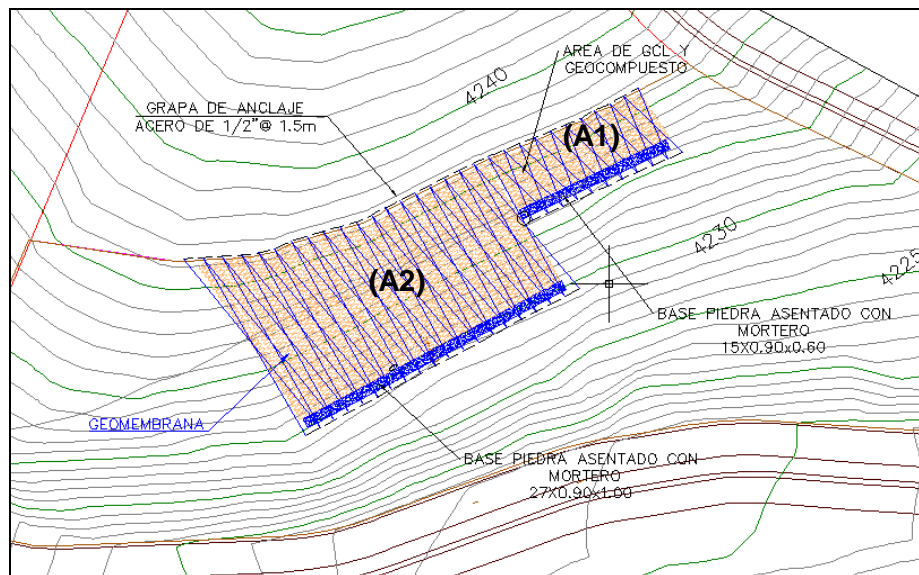 AREA DE GCL Y
GEOCOMPUESTO
4240
GRAPA DE ANCLAJE
ACERO DE 1/2"@ 1.5m
(A1)
4230
4225
(A2)
BASE PIEDRA ASENTADO CON
MORTERO
15X0.90x0.60
GEOMEMBRANA
BASE PIEDRA ASENTADO CON
MORTERO
27X0.90x1.00